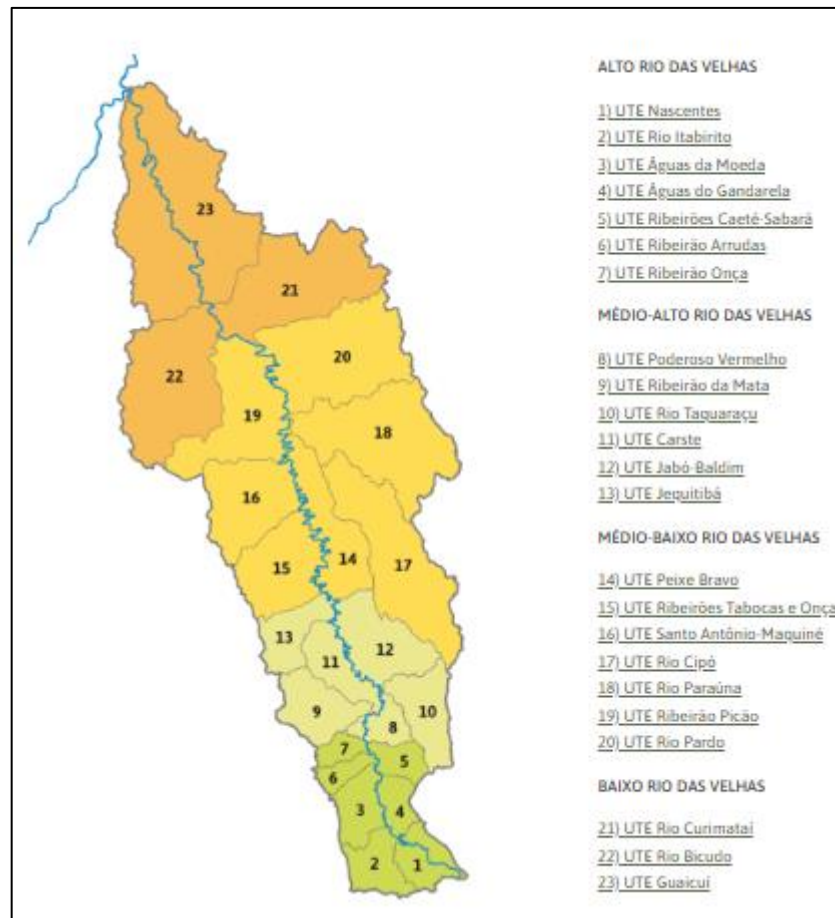 23
21
22
20
19
18
16
17
15
14
13
12
11
10
9
8
7
5
6
4
3
2
1
ALTO RIO DAS VELHAS
1) UTE Nascentes
2) UTE Rio Itabirito
3) UTE Águas da Moeda
4) UTE Águas do Gandarela
5) UTE Ribeirões Caeté-Sabará
6) UTE Ribeirão Arrudas
7) UTE Ribeirão Onça
MÉDIO-ALTO RIO DAS VELHAS
8) UTE Poderoso Vermelho
9) UTE Ribeirão da Mata
10) UTE Rio Taquaraçu
11) UTE Carste
12) UTE Jabó-Baldim
13) UTE Jequitibá
MÉDIO-BAIXO RIO DAS VELHAS
14) UTE Peixe Bravo
15) UTE Ribeirões Tabocas e Onça
16) UTE Santo Antônio-Maquiné
17) UTE Rio Cipó
18) UTE Rio Paraúna
19) UTE Ribeirão Picão
20) UTE Rio Pardo
BAIXO RIO DAS VELHAS
21) UTE Rio Curimataí
22) UTE Rio Bicudo
23) UTE Guaicuí